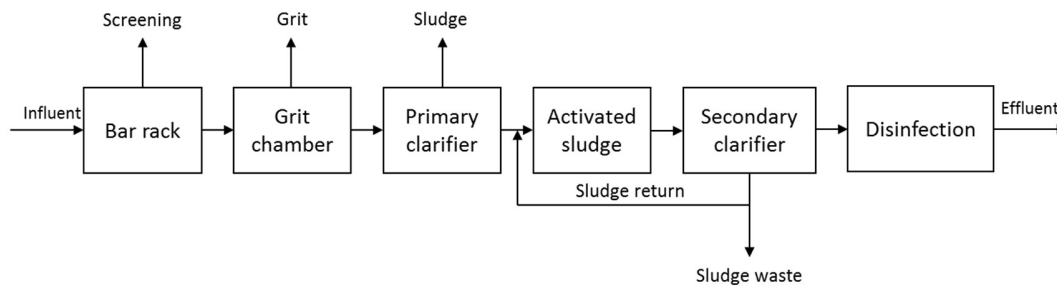 Screening
Grit
Sludge
Influent
Bar rack
Grit
chamber
Primary
clarifier
Activated
sludge
Secondary
clarifier
Disinfection
Effluent
Sludge return
Sludge waste